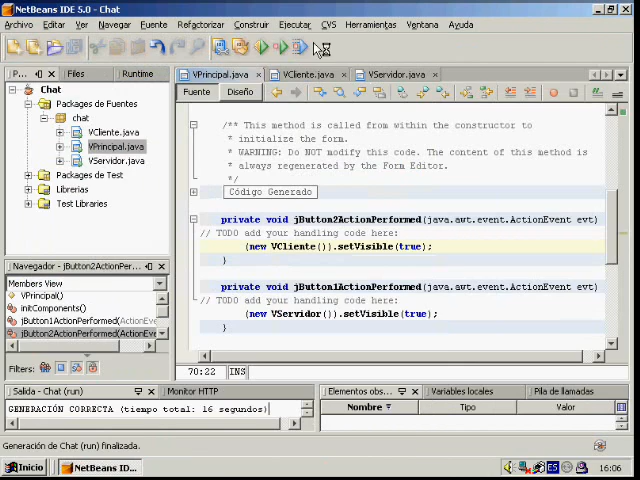 NetBeans IDE 5.0 - Chat
Archivo Editar Ver Navegar Fuente Refactorizar Construir Ejecutar CVS Herramientas Ventana Ayuda
P... Files Runtime
Chat
Packages de Fuentes
chat
VCliente.java
VPrincipal.java
VServidor.java
Packages de Test
Librerias
Test Libraries
VPrincipal.java VCliente.java VServidor.java
Fuente Diseño
/** This method is called from within the constructor to
* initialize the form.
* WARNING: Do NOT modify this code. The content of this method is
* always regenerated by the Form Editor.
*/
Código Generado
private void jButton2ActionPerformed(java.awt.event.ActionEvent evt)
// TODO add your handling code here:
(new VCliente()).setVisible(true);
}
private void jButton1ActionPerformed(java.awt.event.ActionEvent evt)
// TODO add your handling code here:
(new VServidor()).setVisible(true);
}
70:22 INS
Navegador - jButton2ActionPer...
Members View
VPrincipal()
initComponents()
jButton1ActionPerformed(ActionEve
jButton2ActionPerformed(ActionEve
Filters:
Salida - Chat (run) Monitor HTTP
GENERACIÓN CORRECTA (tiempo total: 16 segundos)
Elementos obs... Variables locales Pila de llamadas
Nombre Tipo Valor
Generación de Chat (run) finalizada.
Inicio NetBeans ID... ES 16:06